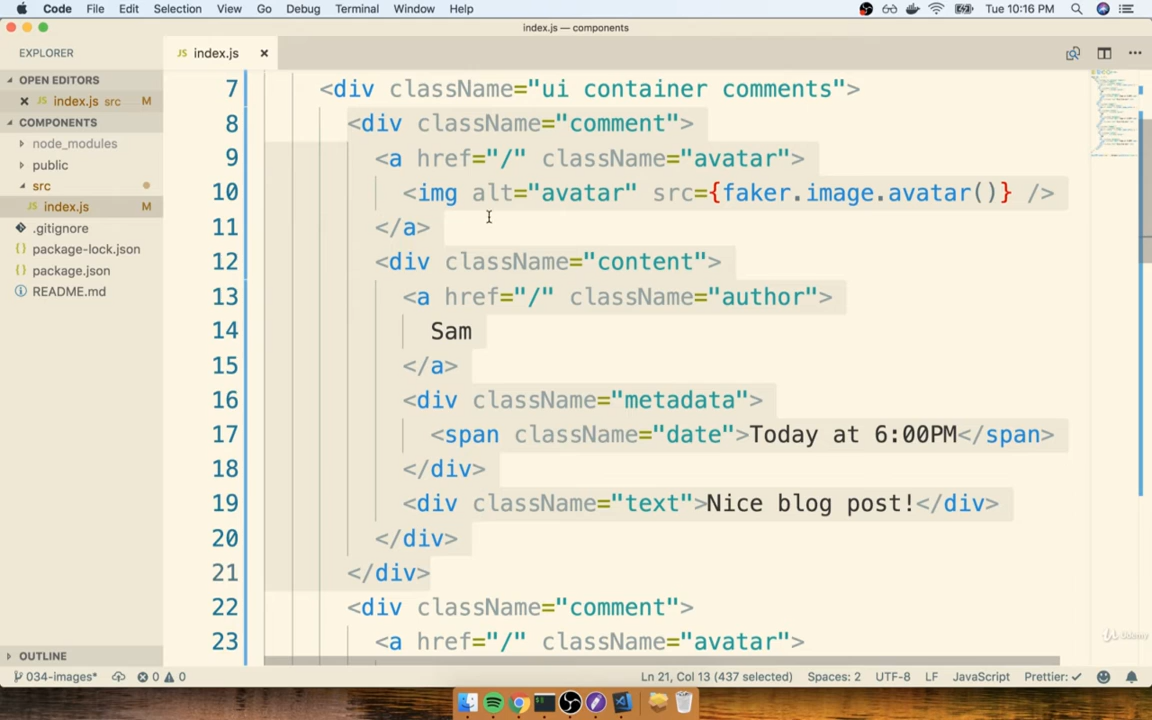 Code File Edit Selection View Go Debug Terminal Window Help Tue 10:16 PM
index.js — components
EXPLORER
JS index.js
OPEN EDITORS
JS index.js src M
COMPONENTS
node_modules
public
src
JS index.js M
.gitignore
package-lock.json
package.json
README.md
OUTLINE
7 <div className="ui container comments">
8 <div className="comment">
9 <a href="/" className="avatar">
10 <img alt="avatar" src={faker.image.avatar()} />
11 </a>
12 <div className="content">
13 <a href="/" className="author">
14 Sam
15 </a>
16 <div className="metadata">
17 <span className="date">Today at 6:00PM</span>
18 </div>
19 <div className="text">Nice blog post!</div>
20 </div>
21 </div>
22 <div className="comment">
23 <a href="/" className="avatar">
Udemy
034-images* 0 0 Ln 21, Col 13 (437 selected) Spaces: 2 UTF-8 LF JavaScript Prettier: ✓